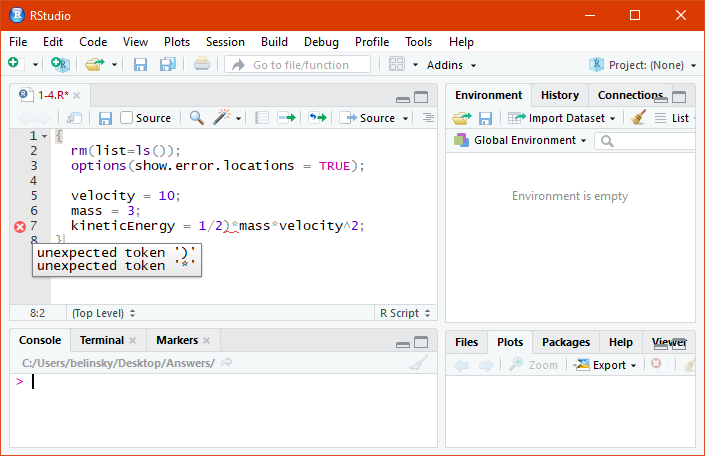 RStudio
File Edit Code View Plots Session Build Debug Profile Tools Help
Go to file/function Addins Project: (None)
1-4.R*
Source Run Source
1 {
2 rm(list=ls());
3 options(show.error.locations = TRUE);
4
5 velocity = 10;
6 mass = 3;
7 kineticEnergy = 1/2)*mass*velocity^2;
8 }
unexpected token ')'
unexpected token '*'
8:2 (Top Level) R Script
Console Terminal Markers
C:/Users/belinsky/Desktop/Answers/
>
Environment History Connections
Import Dataset List
Global Environment
Environment is empty
Files Plots Packages Help Viewer
Zoom Export